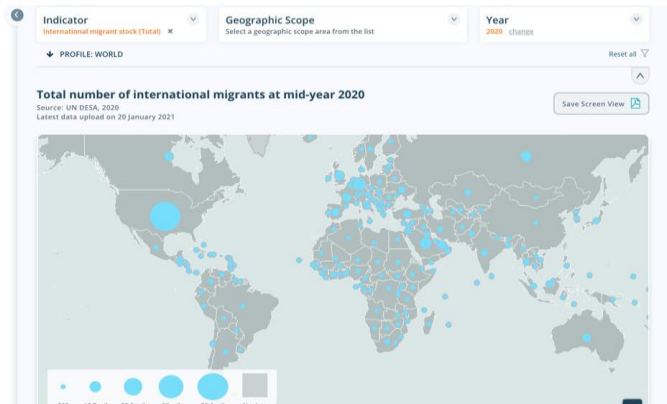 Indicator
International migrant stock (Total) ✖
Geographic Scope
Select a geographic scope area from the list
Year
2020 change
PROFILE: WORLD
Reset all
Total number of international migrants at mid-year 2020
Source: UN DESA, 2020
Latest data upload on 20 January 2021
Save Screen View